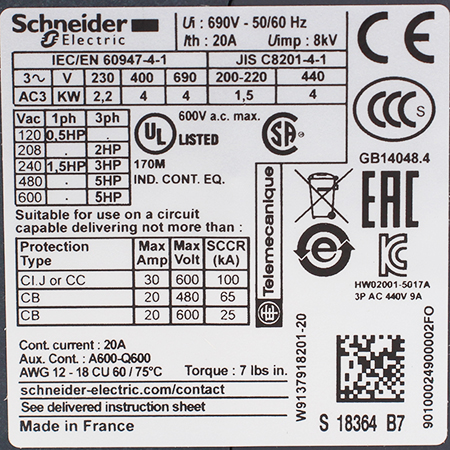 Schneider Electric
Ui : 690V - 50/60 Hz
Ith : 20A Uimp : 8kV
CE
IEC/EN 60947-4-1 JIS C8201-4-1
3~ V 230 400 690 200-220 440
AC3 KW 2,2 4 4 1,5 4
CCC S
GB14048.4
Vac 1ph 3ph
120 0,5HP .
208 . 2HP
240 1,5HP 3HP
480 . 5HP
600 . 5HP
600V a.c. max.
UL LISTED
SA
170M
IND. CONT. EQ.
Telemecanique
EAC
Suitable for use on a circuit
capable delivering not more than :
Protection Type Max Amp Max Volt SCCR (kA)
Cl.J or CC 30 600 100
CB 20 480 65
CB 20 600 25
e
KC
HW02001-5017A
3P AC 440V 9A
Cont. current : 20A
Aux. Cont. : A600-Q600
AWG 12 - 18 CU 60 / 75°C Torque : 7 lbs in.
schneider-electric.com/contact
See delivered instruction sheet
Made in France
W9137918201-20
S 18364 B7
90100024900002FO